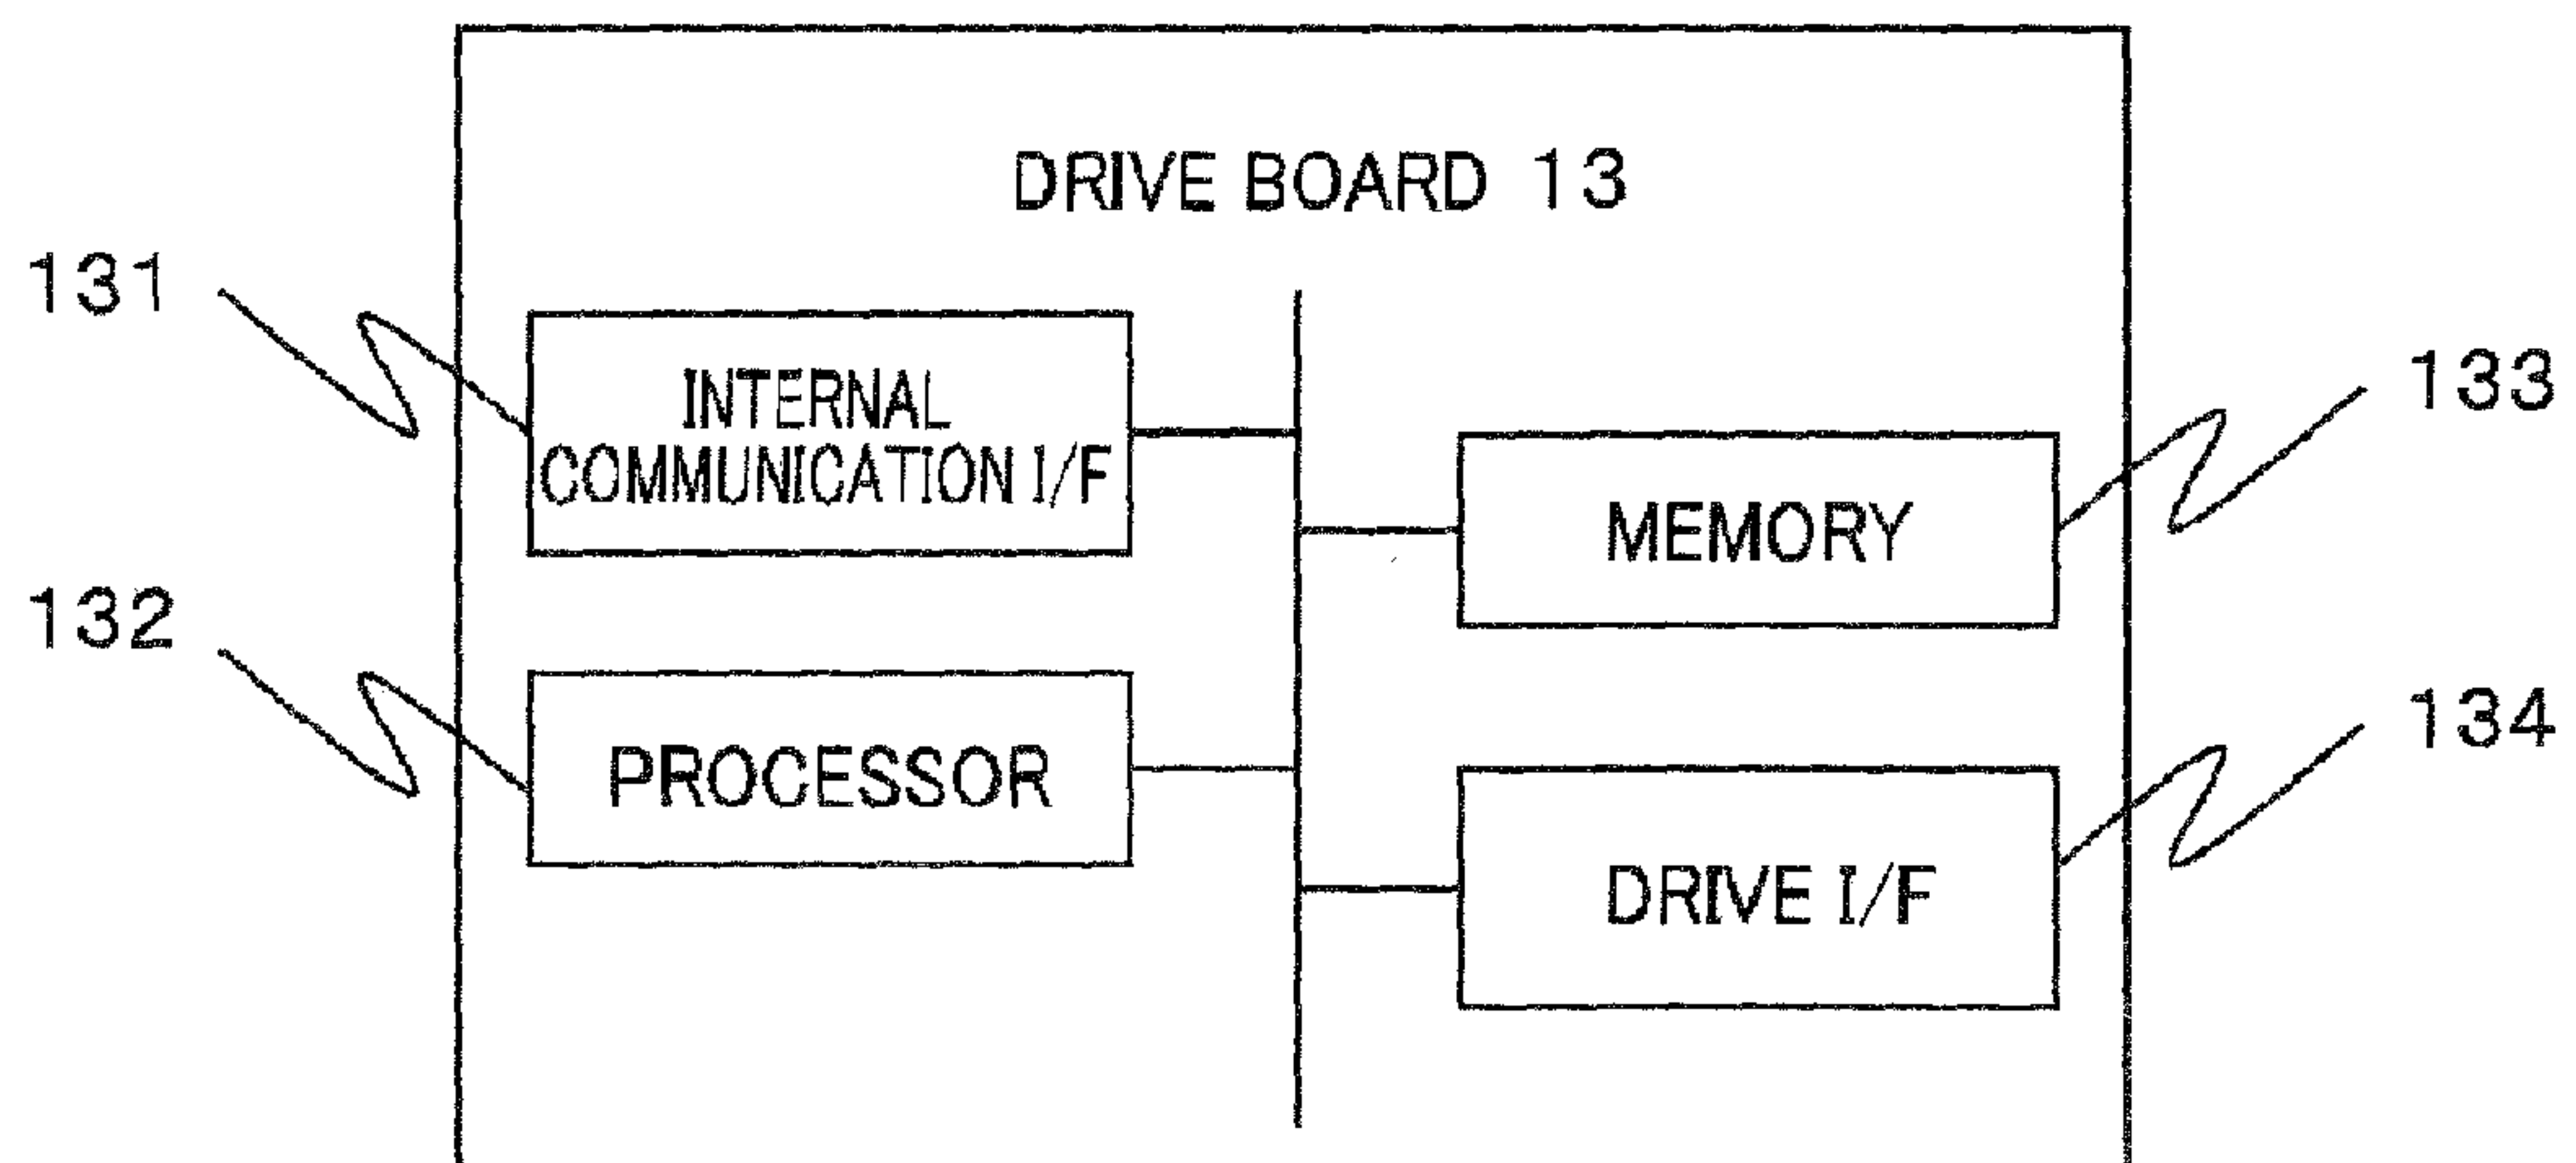 DRIVE BOARD 13
131
INTERNAL
COMMUNICATION I/F
133
MEMORY
132
PROCESSOR
134
DRIVE I/F